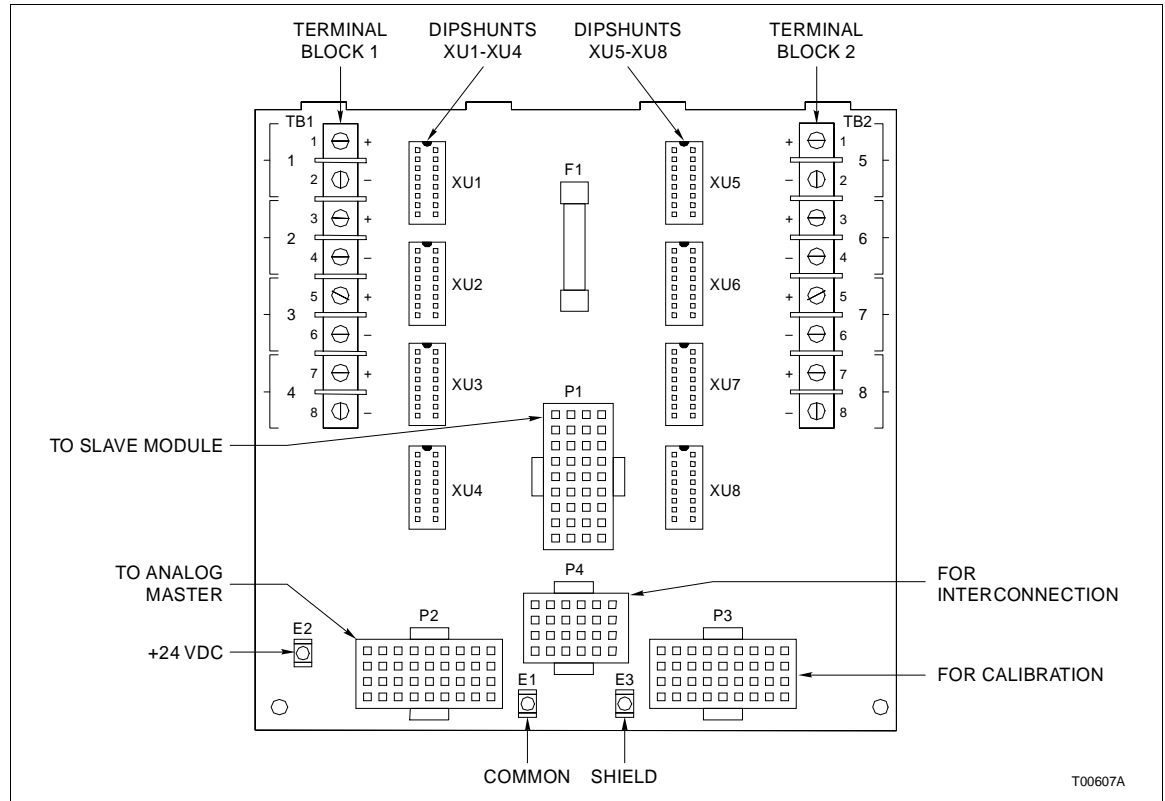 TERMINAL
BLOCK 1
DIPSHUNTS
XU1-XU4
DIPSHUNTS
XU5-XU8
TERMINAL
BLOCK 2
TB1
1 +
2 –
3 +
4 –
5 +
6 –
7 +
8 –
1
2
3
4
XU1
XU2
XU3
XU4
F1
XU5
XU6
XU7
XU8
TB2
+ 1
– 2
+ 3
– 4
+ 5
– 6
+ 7
– 8
5
6
7
8
P1
TO SLAVE MODULE
P4
TO ANALOG
MASTER
FOR
INTERCONNECTION
E2
P2
P3
+24 VDC
FOR CALIBRATION
E1
E3
COMMON
SHIELD
T00607A